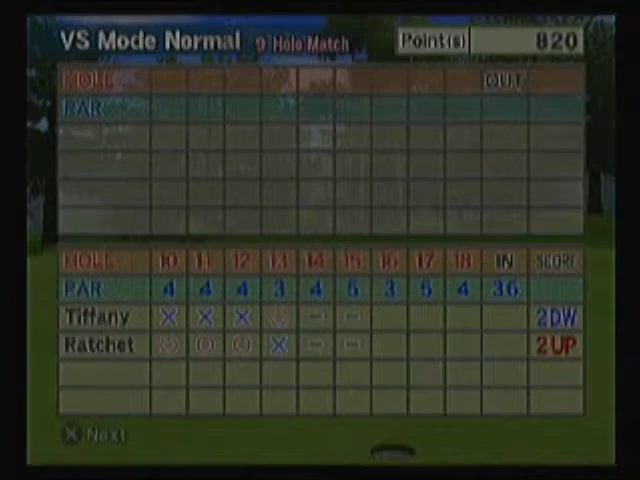 VS Mode Normal 9 Hole Match Point(s) 820
HOLE OUT
PAR
HOLE 10 11 12 13 14 15 16 17 18 IN SCORE
PAR 4 4 4 3 4 5 3 5 4 36
Tiffany X X X O - - 2DW
Ratchet O O O X - - 2UP
X Next